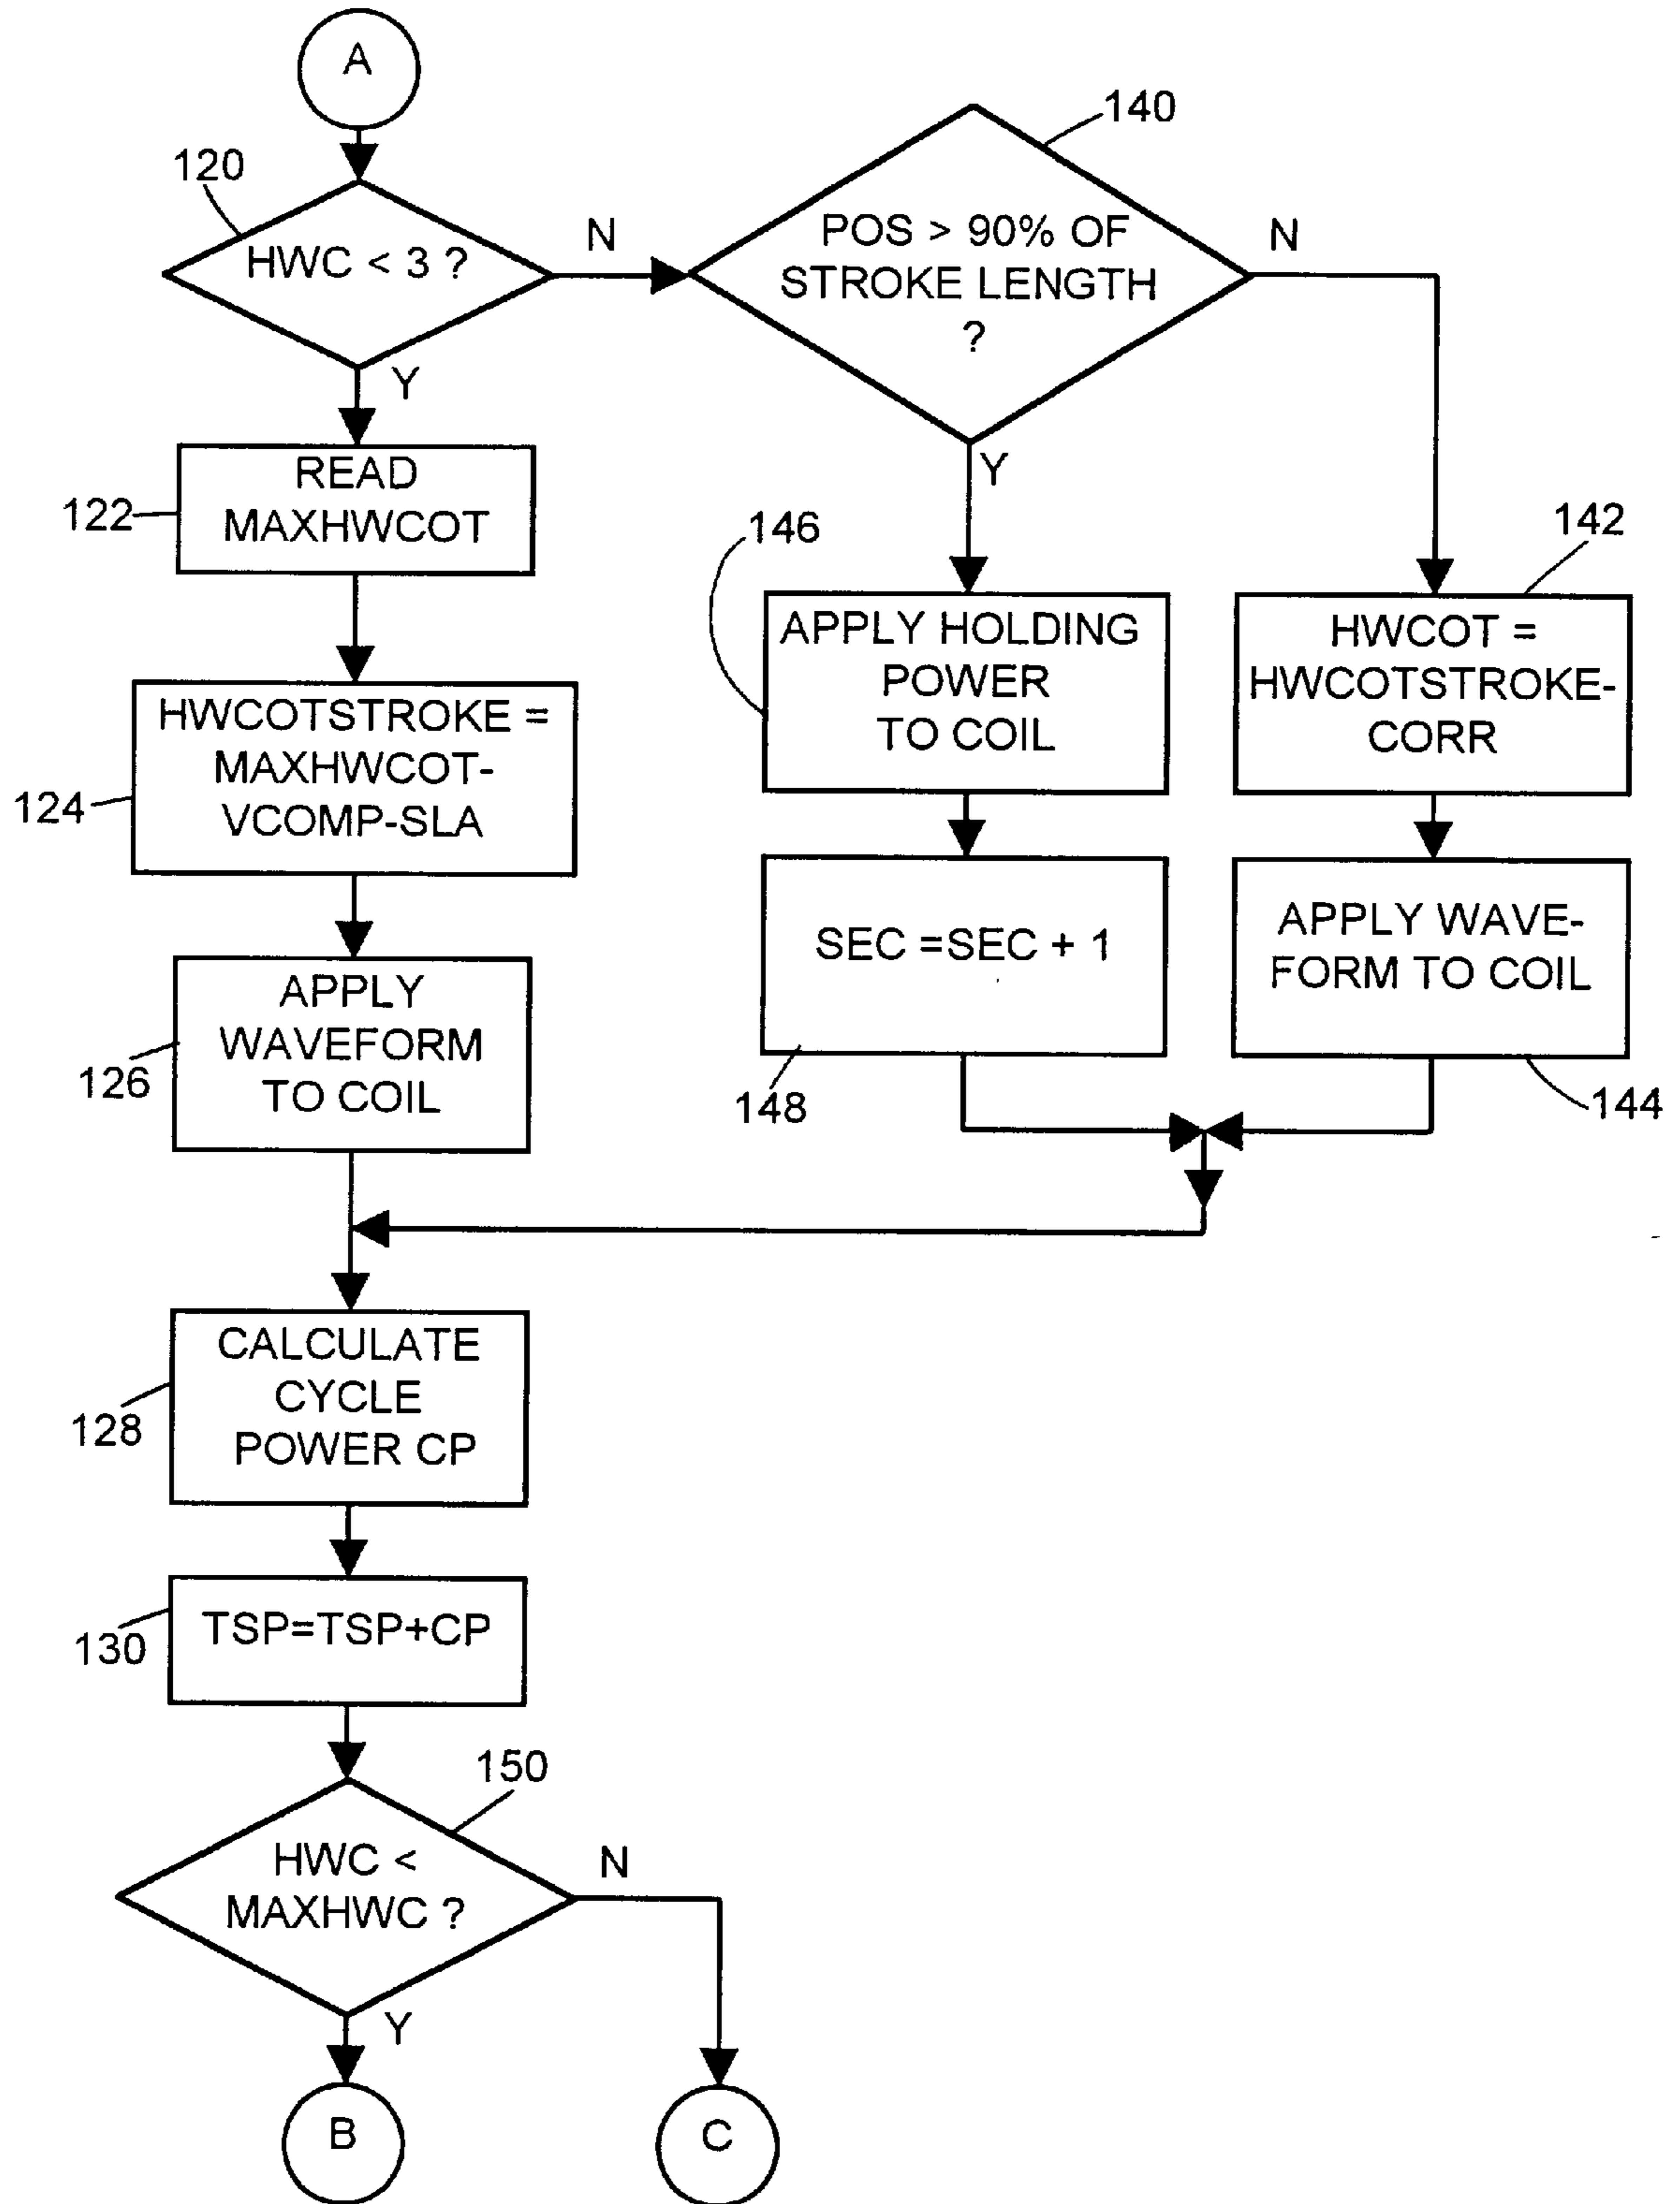 A
120
HWC < 3 ?
N
Y
140
POS > 90% OF
STROKE LENGTH
?
N
Y
122
READ
MAXHWCOT
124
HWCOTSTROKE =
MAXHWCOT-
VCOMP-SLA
126
APPLY
WAVEFORM
TO COIL
146
APPLY HOLDING
POWER
TO COIL
142
HWCOT =
HWCOTSTROKE-
CORR
148
SEC =SEC + 1
144
APPLY WAVE-
FORM TO COIL
128
CALCULATE
CYCLE
POWER CP
130
TSP=TSP+CP
150
HWC <
MAXHWC ?
N
Y
B
C